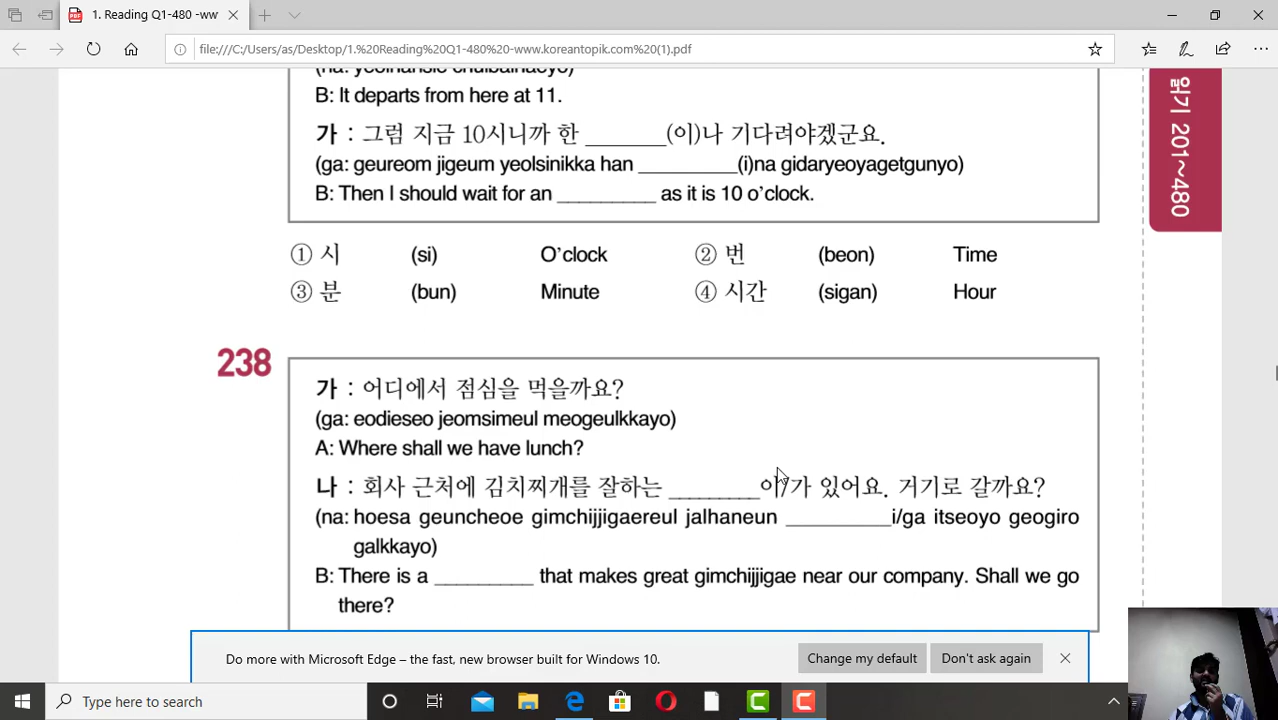 1. Reading Q1-480 -ww
file:///C:/Users/as/Desktop/1.%20Reading%20Q1-480%20-www.koreantopik.com%20(1).pdf
(na: yeolhansie chulbalhaeyo)
B: It departs from here at 11.
가 : 그럼 지금 10시니까 한 ________(이)나 기다려야겠군요.
(ga: geureom jigeum yeolsinikka han _________(i)na gidaryeoyagetgunyo)
B: Then I should wait for an _________ as it is 10 o’clock.
① 시 (si) O’clock ② 번 (beon) Time
③ 분 (bun) Minute ④ 시간 (sigan) Hour
읽기 201~480
238
가 : 어디에서 점심을 먹을까요?
(ga: eodieseo jeomsimeul meogeulkkayo)
A: Where shall we have lunch?
나 : 회사 근처에 김치찌개를 잘하는 _________이/가 있어요. 거기로 갈까요?
(na: hoesa geuncheoe gimchijjigaereul jalhaneun __________i/ga itseoyo geogiro
galkkayo)
B: There is a _________ that makes great gimchijjigae near our company. Shall we go
there?
Do more with Microsoft Edge – the fast, new browser built for Windows 10.
Change my default
Don't ask again
Type here to search